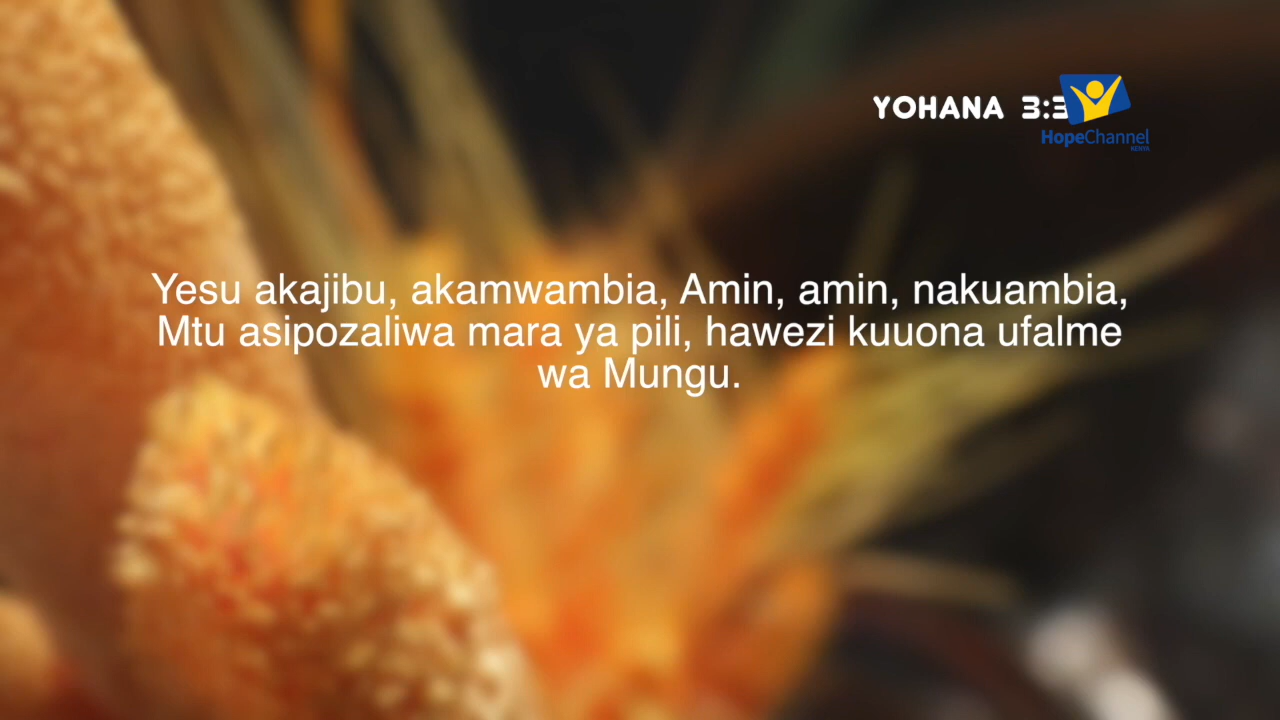 YOHANA 3:3
HopeChannel
KENYA
Yesu akajibu, akamwambia, Amin, amin, nakuambia,
Mtu asipozaliwa mara ya pili, hawezi kuuona ufalme
wa Mungu.